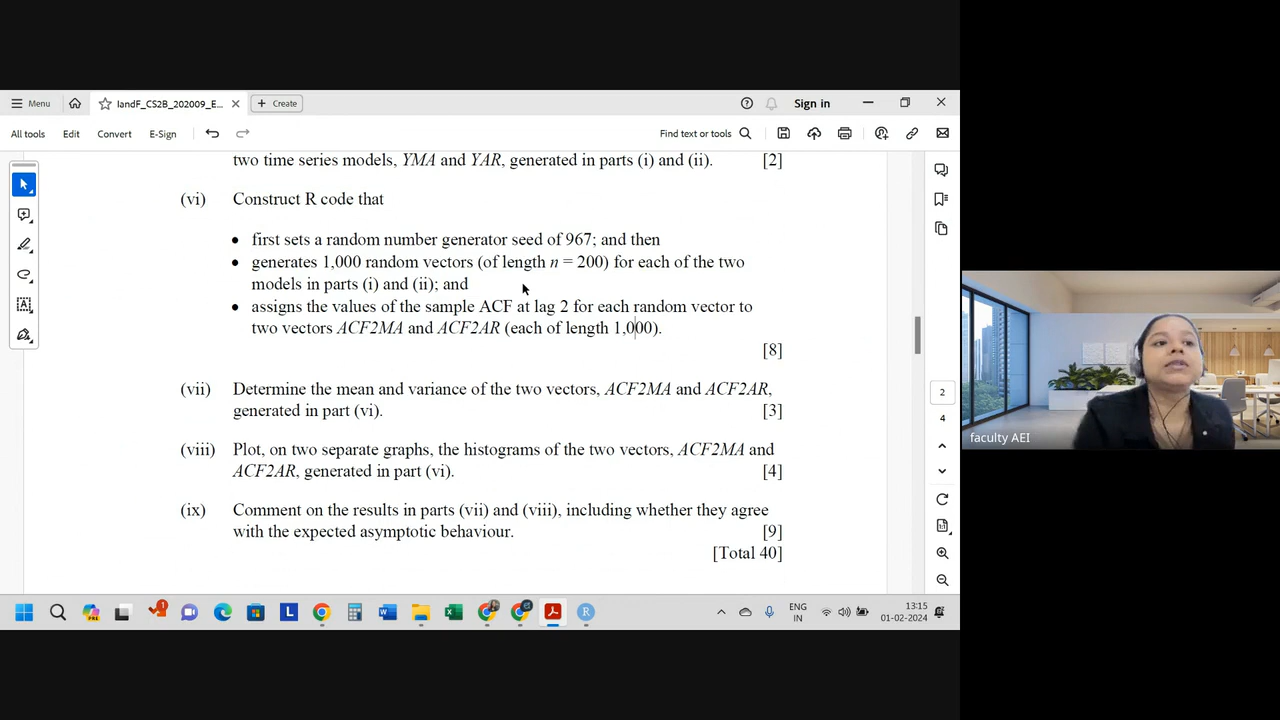 Menu
IandF_CS2B_202009_E...
Create
Sign in
All tools
Edit
Convert
E-Sign
Find text or tools
two time series models, YMA and YAR, generated in parts (i) and (ii). [2]
(vi) Construct R code that
• first sets a random number generator seed of 967; and then
• generates 1,000 random vectors (of length n = 200) for each of the two
models in parts (i) and (ii); and
• assigns the values of the sample ACF at lag 2 for each random vector to
two vectors ACF2MA and ACF2AR (each of length 1,000).
[8]
(vii) Determine the mean and variance of the two vectors, ACF2MA and ACF2AR,
generated in part (vi). [3]
(viii) Plot, on two separate graphs, the histograms of the two vectors, ACF2MA and
ACF2AR, generated in part (vi). [4]
(ix) Comment on the results in parts (vii) and (viii), including whether they agree
with the expected asymptotic behaviour. [9]
[Total 40]
2
4
faculty AEI
ENG
IN
13:15
01-02-2024